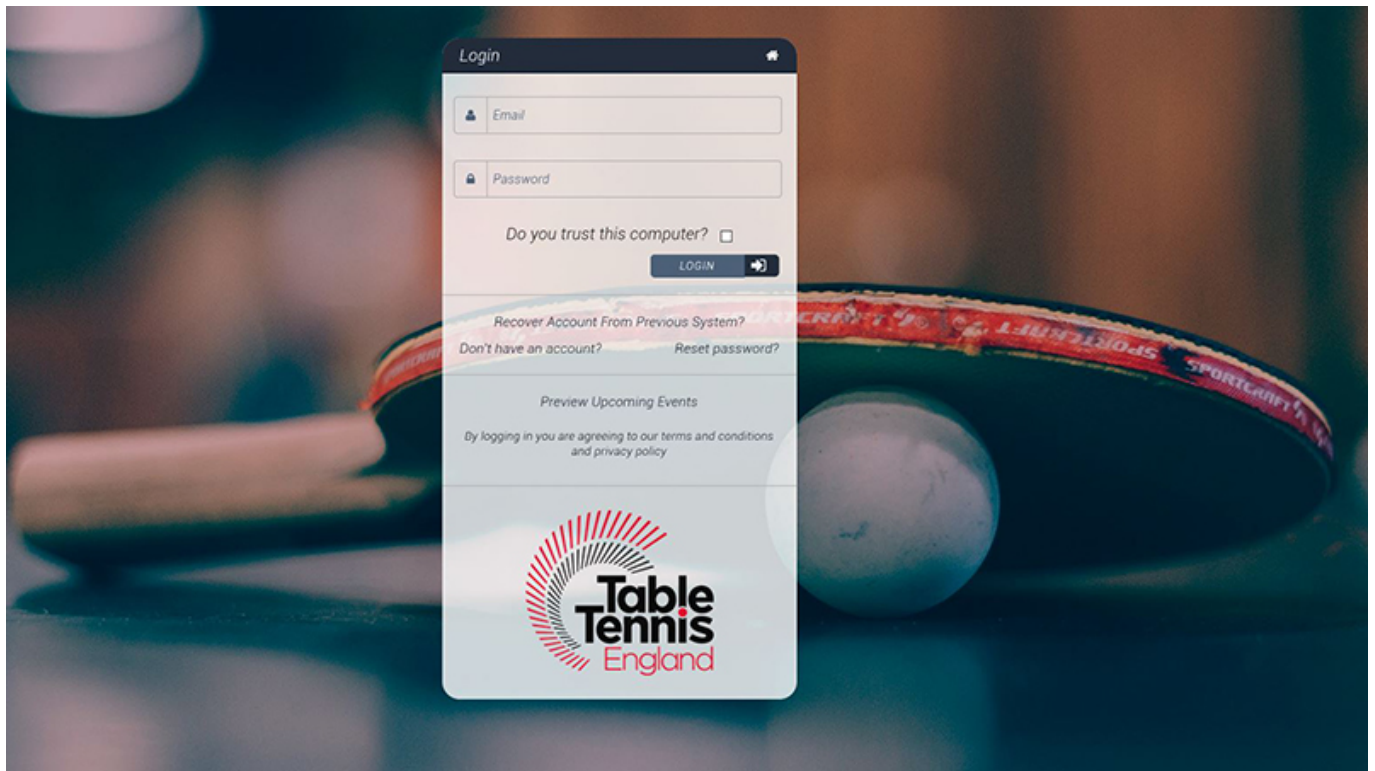 Login
Email
Password
Do you trust this computer?
LOGIN
Recover Account From Previous System?
Don't have an account?
Reset password?
Preview Upcoming Events
By logging in you are agreeing to our terms and conditions
and privacy policy
Table
Tennis
England
SPORTCRAFT
SPORTCRAFT
SPORTCRAFT